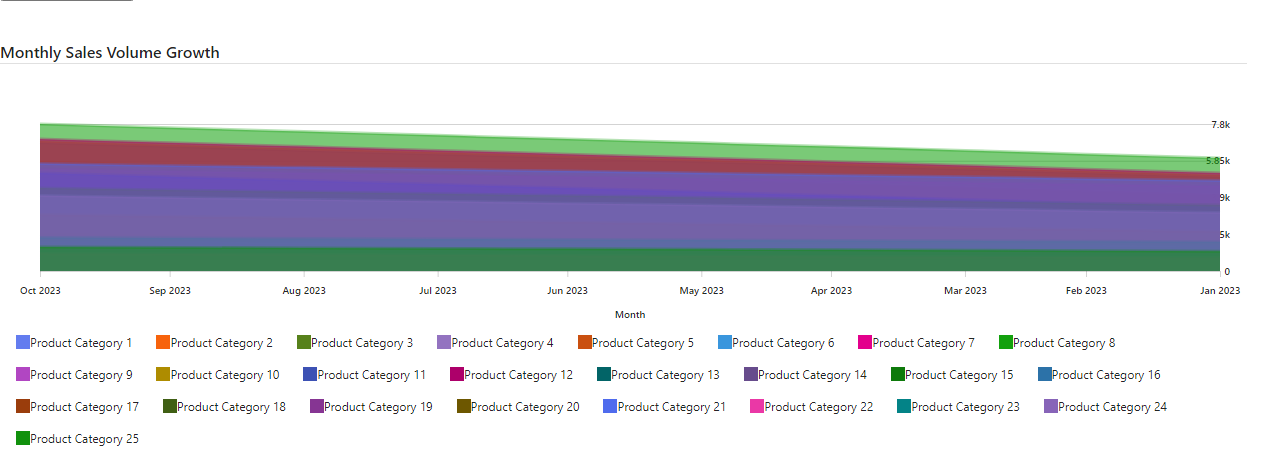 Monthly Sales Volume Growth
7.8k
5.85k
9k
5k
0
Oct 2023 Sep 2023 Aug 2023 Jul 2023 Jun 2023 May 2023 Apr 2023 Mar 2023 Feb 2023 Jan 2023
Month
Product Category 1 Product Category 2 Product Category 3 Product Category 4 Product Category 5 Product Category 6 Product Category 7 Product Category 8
Product Category 9 Product Category 10 Product Category 11 Product Category 12 Product Category 13 Product Category 14 Product Category 15 Product Category 16
Product Category 17 Product Category 18 Product Category 19 Product Category 20 Product Category 21 Product Category 22 Product Category 23 Product Category 24
Product Category 25